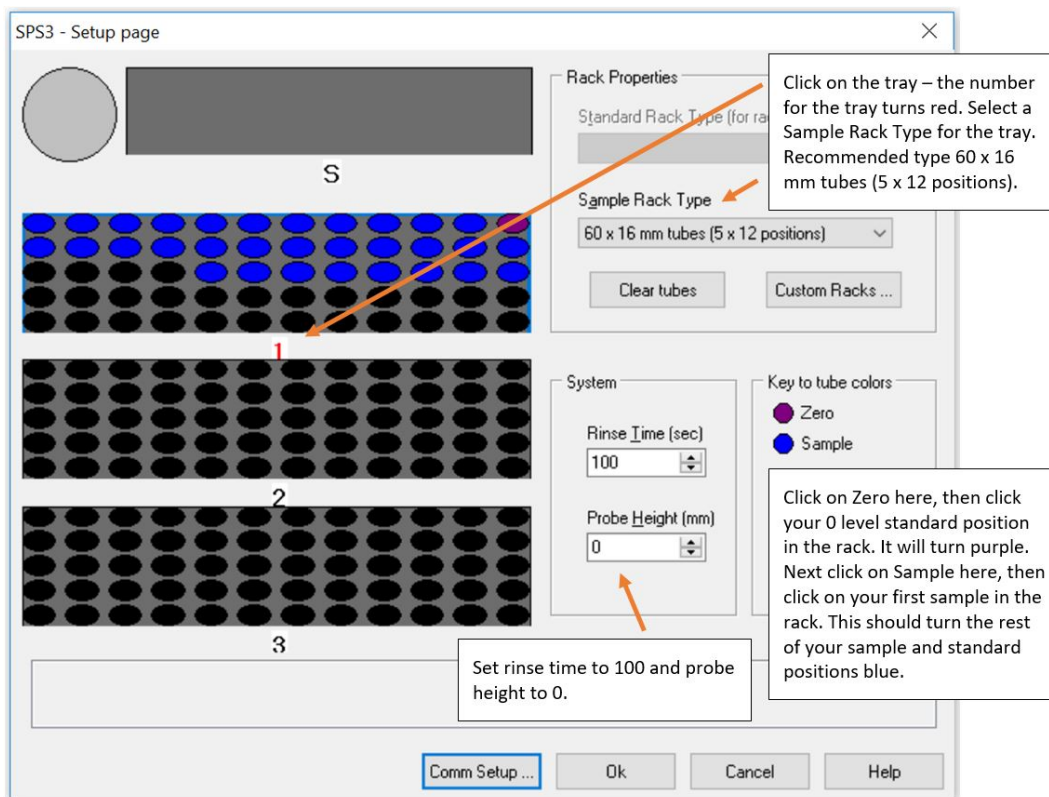 SPS3 - Setup page
S
1
2
3
Rack Properties
Standard Rack Type (for rac
Sample Rack Type
60 x 16 mm tubes (5 x 12 positions)
Clear tubes
Custom Racks ...
Click on the tray – the number
for the tray turns red. Select a
Sample Rack Type for the tray.
Recommended type 60 x 16
mm tubes (5 x 12 positions).
System
Rinse Time (sec)
100
Probe Height (mm)
0
Key to tube colors
Zero
Sample
Click on Zero here, then click
your 0 level standard position
in the rack. It will turn purple.
Next click on Sample here, then
click on your first sample in the
rack. This should turn the rest
of your sample and standard
positions blue.
Set rinse time to 100 and probe
height to 0.
Comm Setup ...
Ok
Cancel
Help